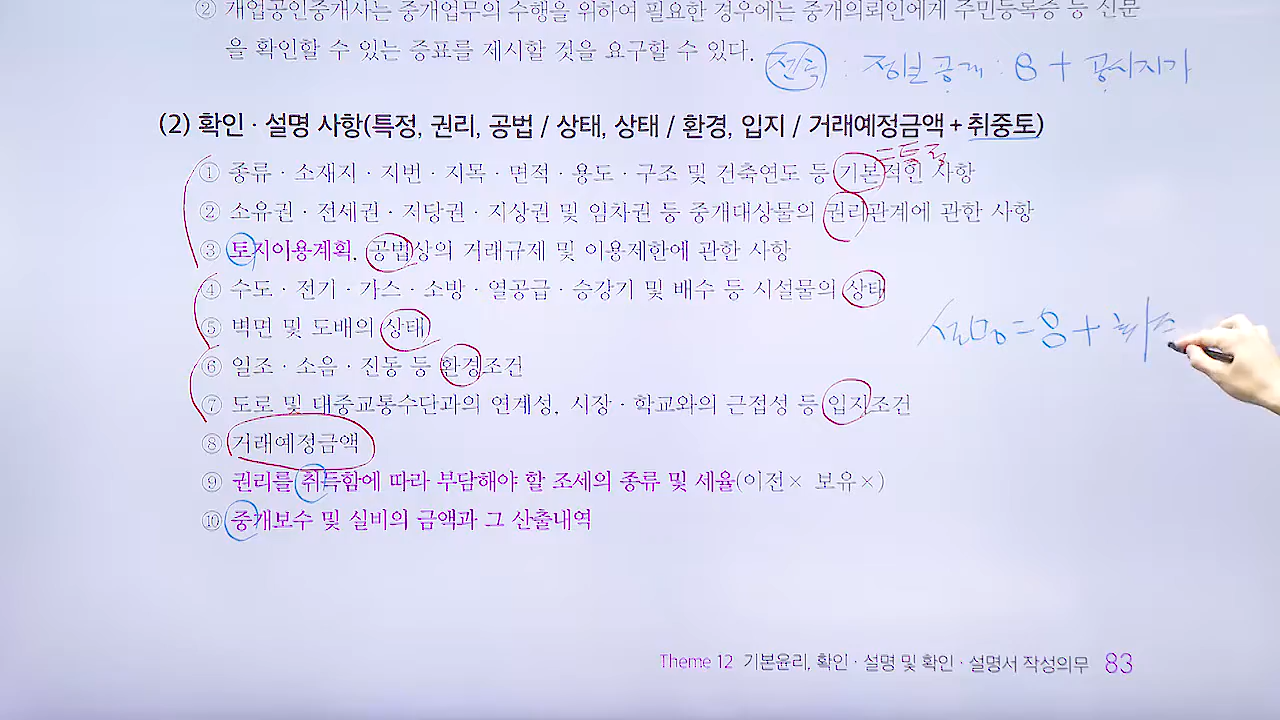 ② 개업공인중개사는 중개업무의 수행을 위하여 필요한 경우에는 중개의뢰인에게 주민등록증 등 신분
을 확인할 수 있는 증표를 제시할 것을 요구할 수 있다.
전속 : 정보공개 : 8 + 공시지가
(2) 확인 · 설명 사항(특정, 권리, 공법 / 상태, 상태 / 환경, 입지 / 거래예정금액 + 취중토)
① 종류 · 소재지 · 지번 · 지목 · 면적 · 용도 · 구조 및 건축연도 등 기본적인 사항
② 소유권 · 전세권 · 저당권 · 지상권 및 임차권 등 중개대상물의 권리관계에 관한 사항
③ 토지이용계획, 공법상의 거래규제 및 이용제한에 관한 사항
④ 수도 · 전기 · 가스 · 소방 · 열공급 · 승강기 및 배수 등 시설물의 상태
설명 = 8 + 취중
⑤ 벽면 및 도배의 상태
⑥ 일조 · 소음 · 진동 등 환경조건
⑦ 도로 및 대중교통수단과의 연계성, 시장 · 학교와의 근접성 등 입지조건
⑧ 거래예정금액
⑨ 권리를 취득함에 따라 부담해야 할 조세의 종류 및 세율(이전× 보유×)
⑩ 중개보수 및 실비의 금액과 그 산출내역
Theme 12 기본윤리, 확인 · 설명 및 확인 · 설명서 작성의무 83